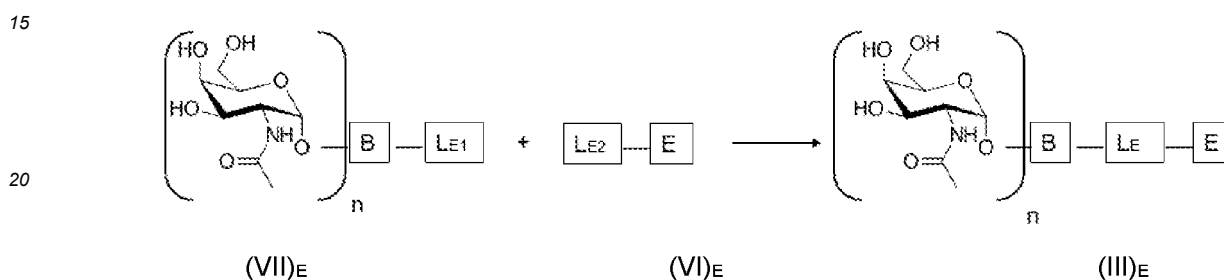 15
HO OH HO OH
O O
HO HO
NH O B LE1 + LE2 E NH O B LE E
O O
n n
20
(VII)E (VI)E (III)E